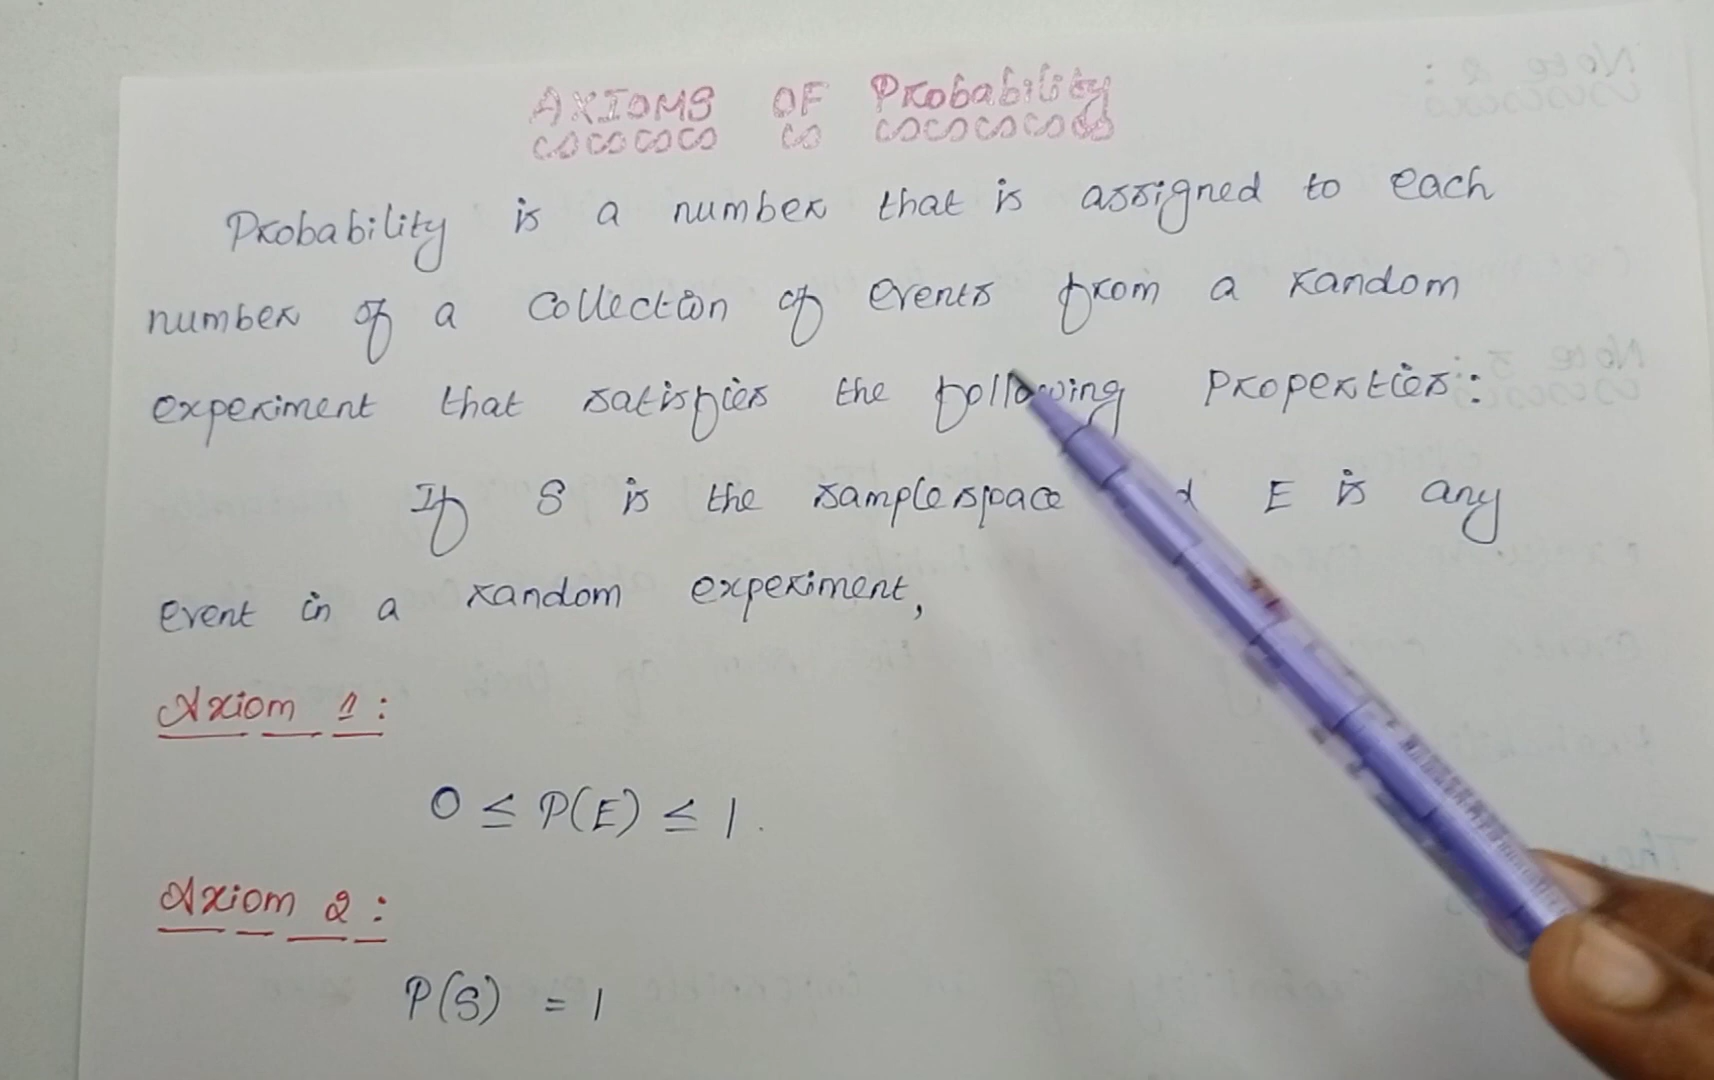 AXIOMS OF Probability
Probability is a number that is assigned to each
number of a collection of events from a random
experiment that satisfies the following properties:
If S is the sample space E is any
event in a random experiment,
Axiom 1:
0 ≤ P(E) ≤ 1.
Axiom 2:
P(S) = 1